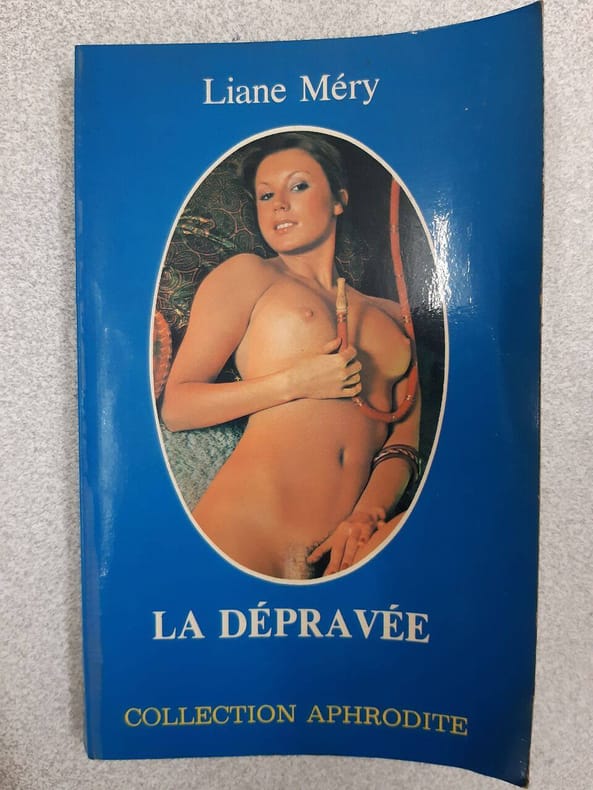 Liane Méry
LA DÉPRAVÉE
COLLECTION APHRODITE